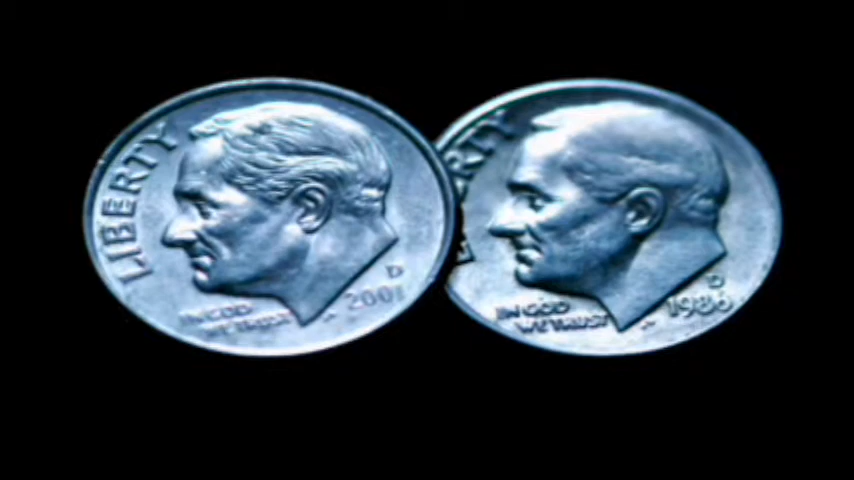 LIBERTY
IN GOD
WE TRUST
D
2001
RTY
IN GOD
WE TRUST
D
1986